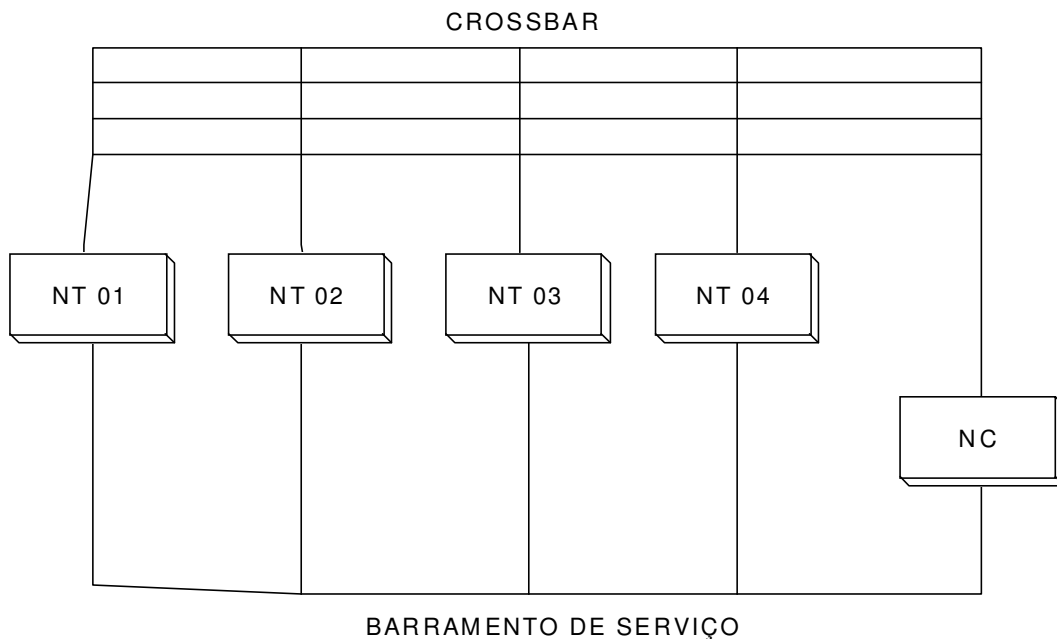 CROSSBAR
NT 01
NT 02
NT 03
NT 04
NC
BARRAMENTO DE SERVIÇO